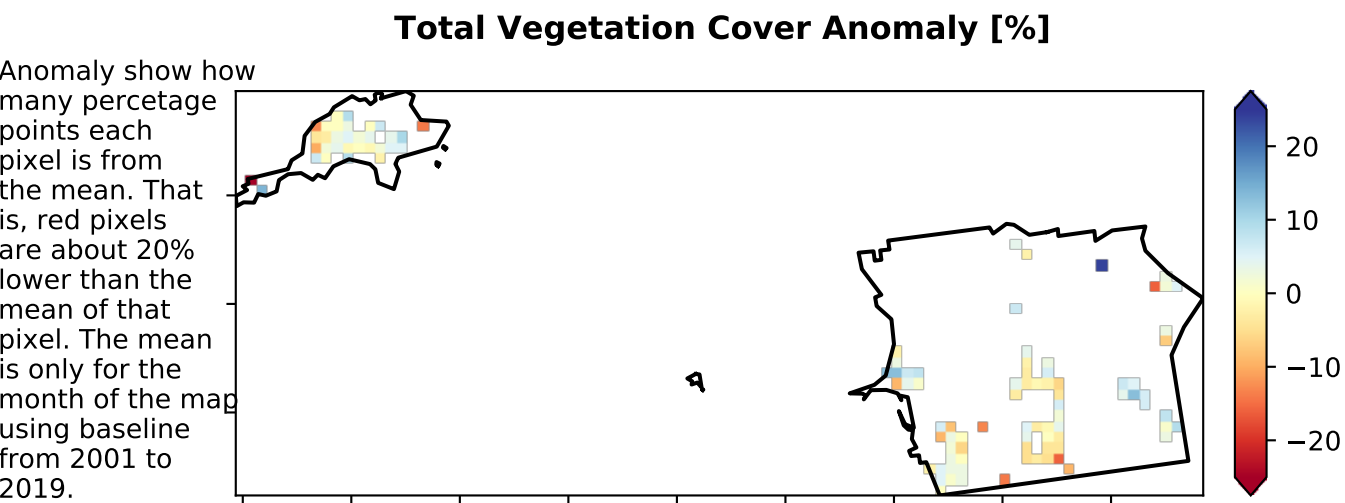 Total Vegetation Cover Anomaly [%]
Anomaly show how
many percetage
points each
pixel is from
the mean. That
is, red pixels
are about 20%
lower than the
mean of that
pixel. The mean
is only for the
month of the map
using baseline
from 2001 to
2019.
20
10
0
−10
−20